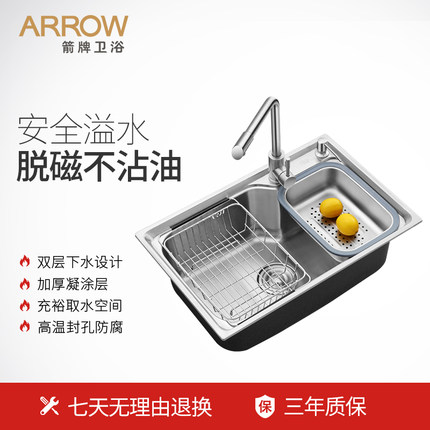 ARROW
箭牌卫浴
安全溢水
脱磁不沾油
双层下水设计
加厚凝涂层
充裕取水空间
高温封孔防腐
七天无理由退换
保 三年质保